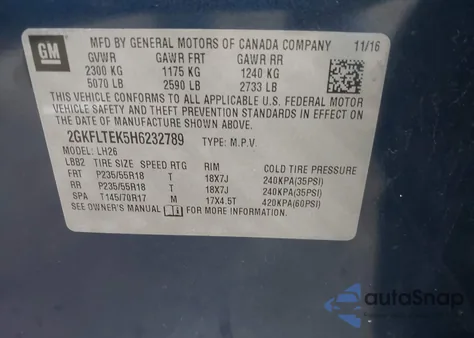 GM
MFD BY GENERAL MOTORS OF CANADA COMPANY 11/16
GVWR GAWR FRT GAWR RR
2300 KG 1175 KG 1240 KG
5070 LB 2590 LB 2733 LB
THIS VEHICLE CONFORMS TO ALL APPLICABLE U.S. FEDERAL MOTOR
VEHICLE SAFETY AND THEFT PREVENTION STANDARDS IN EFFECT ON
THE DATE OF MANUFACTURE SHOWN ABOVE.
2GKFLTEK5H6232789 TYPE: M.P.V.
MODEL: LH26
LBB2 TIRE SIZE SPEED RTG RIM COLD TIRE PRESSURE
FRT P235/55R18 T 18X7J 240KPA(35PSI)
RR P235/55R18 T 18X7J 240KPA(35PSI)
SPA T145/70R17 M 17X4.5T 420KPA(60PSI)
SEE OWNER'S MANUAL FOR MORE INFORMATION.
autoSnap
AutoSnap.com